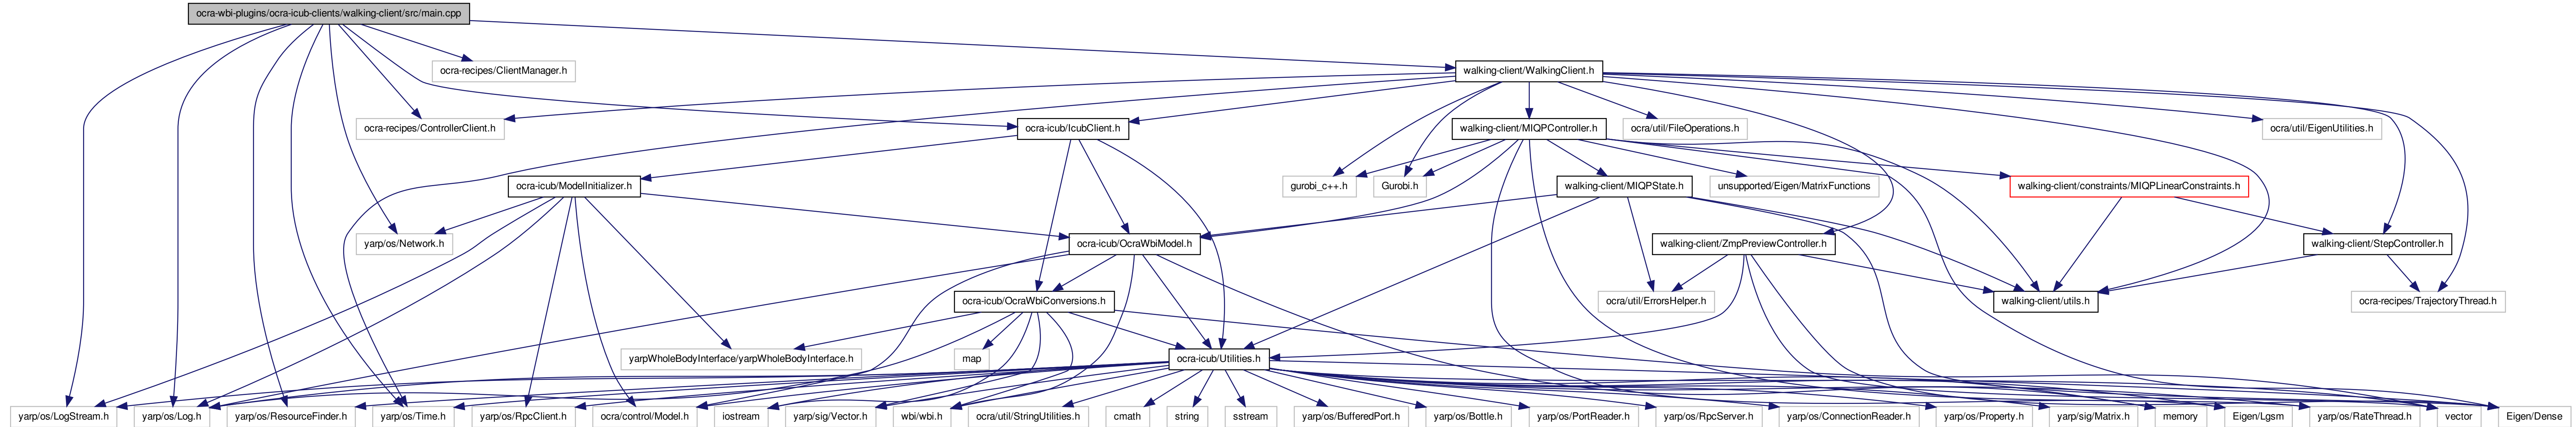 ocra-wbi-plugins/ocra-icub-clients/walking-client/src/main.cpp
ocra-recipes/ClientManager.h
walking-client/WalkingClient.h
ocra-recipes/ControllerClient.h
ocra-icub/IcubClient.h
walking-client/MIQPController.h
ocra/util/FileOperations.h
ocra/util/EigenUtilities.h
ocra-icub/ModelInitializer.h
gurobi_c++.h
Gurobi.h
walking-client/MIQPState.h
unsupported/Eigen/MatrixFunctions
walking-client/constraints/MIQPLinearConstraints.h
yarp/os/Network.h
ocra-icub/OcraWbiModel.h
walking-client/ZmpPreviewController.h
walking-client/StepController.h
ocra-icub/OcraWbiConversions.h
ocra/util/ErrorsHelper.h
walking-client/utils.h
ocra-recipes/TrajectoryThread.h
yarpWholeBodyInterface/yarpWholeBodyInterface.h
map
ocra-icub/Utilities.h
yarp/os/LogStream.h
yarp/os/Log.h
yarp/os/ResourceFinder.h
yarp/os/Time.h
yarp/os/RpcClient.h
ocra/control/Model.h
iostream
yarp/sig/Vector.h
wbi/wbi.h
ocra/util/StringUtilities.h
cmath
string
sstream
yarp/os/BufferedPort.h
yarp/os/Bottle.h
yarp/os/PortReader.h
yarp/os/RpcServer.h
yarp/os/ConnectionReader.h
yarp/os/Property.h
yarp/sig/Matrix.h
memory
Eigen/Lgsm
yarp/os/RateThread.h
vector
Eigen/Dense